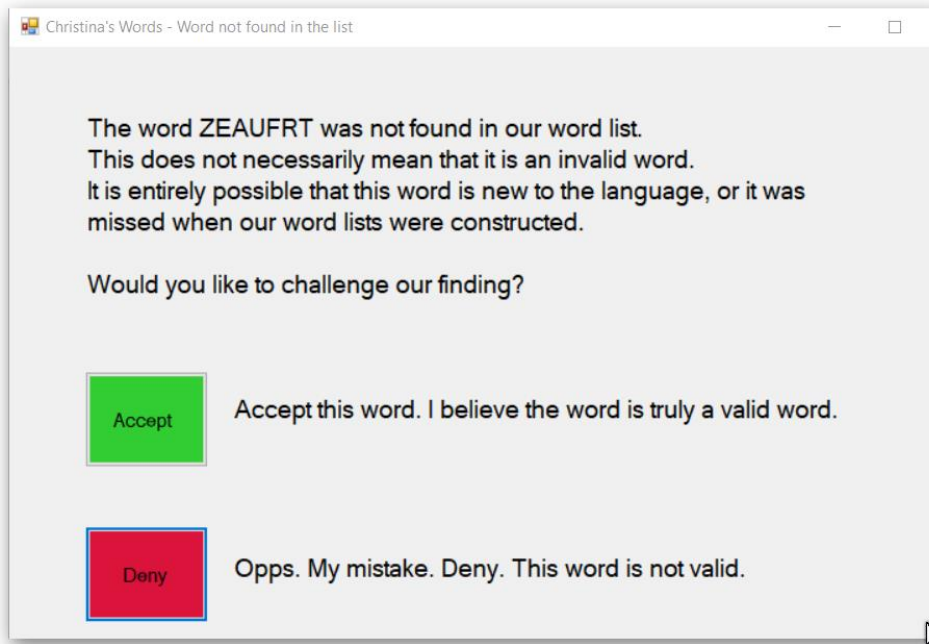 Christina's Words - Word not found in the list
The word ZEAUFRT was not found in our word list.
This does not necessarily mean that it is an invalid word.
It is entirely possible that this word is new to the language, or it was
missed when our word lists were constructed.
Would you like to challenge our finding?
Accept
Accept this word. I believe the word is truly a valid word.
Deny
Opps. My mistake. Deny. This word is not valid.